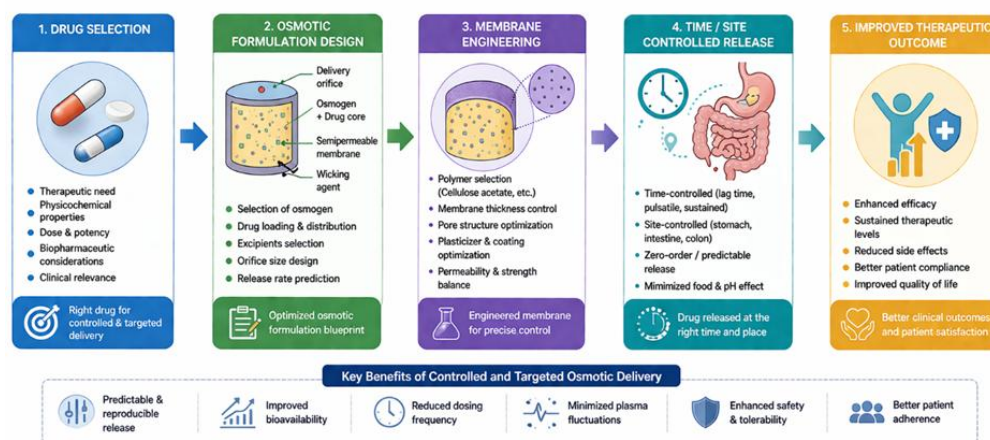 1. DRUG SELECTION
Therapeutic need
Physicochemical
properties
Dose & potency
Biopharmaceutic
considerations
Clinical relevance
Right drug for
controlled & targeted
delivery
2. OSMOTIC
FORMULATION DESIGN
Delivery
orifice
Osmogen
+ Drug core
Semipermeable
membrane
Wicking
agent
Selection of osmogen
Drug loading & distribution
Excipients selection
Orifice size design
Release rate prediction
Optimized osmotic
formulation blueprint
3. MEMBRANE
ENGINEERING
Polymer selection
(Cellulose acetate, etc.)
Membrane thickness control
Pore structure optimization
Plasticizer & coating
optimization
Permeability & strength
balance
Engineered membrane
for precise control
4. TIME / SITE
CONTROLLED RELEASE
Time-controlled (lag time,
pulsatile, sustained)
Site-controlled (stomach,
intestine, colon)
Zero-order / predictable
release
Mimimized food & pH effect
Drug released at the
right time and place
5. IMPROVED THERAPEUTIC
OUTCOME
Enhanced efficacy
Sustained therapeutic
levels
Reduced side effects
Better patient compliance
Improved quality of life
Better clinical outcomes
and patient satisfaction
Key Benefits of Controlled and Targeted Osmotic Delivery
Predictable &
reproducible
release
Improved
bioavailability
Reduced dosing
frequency
Minimized plasma
fluctuations
Enhanced safety
& tolerability
Better patient
adherence